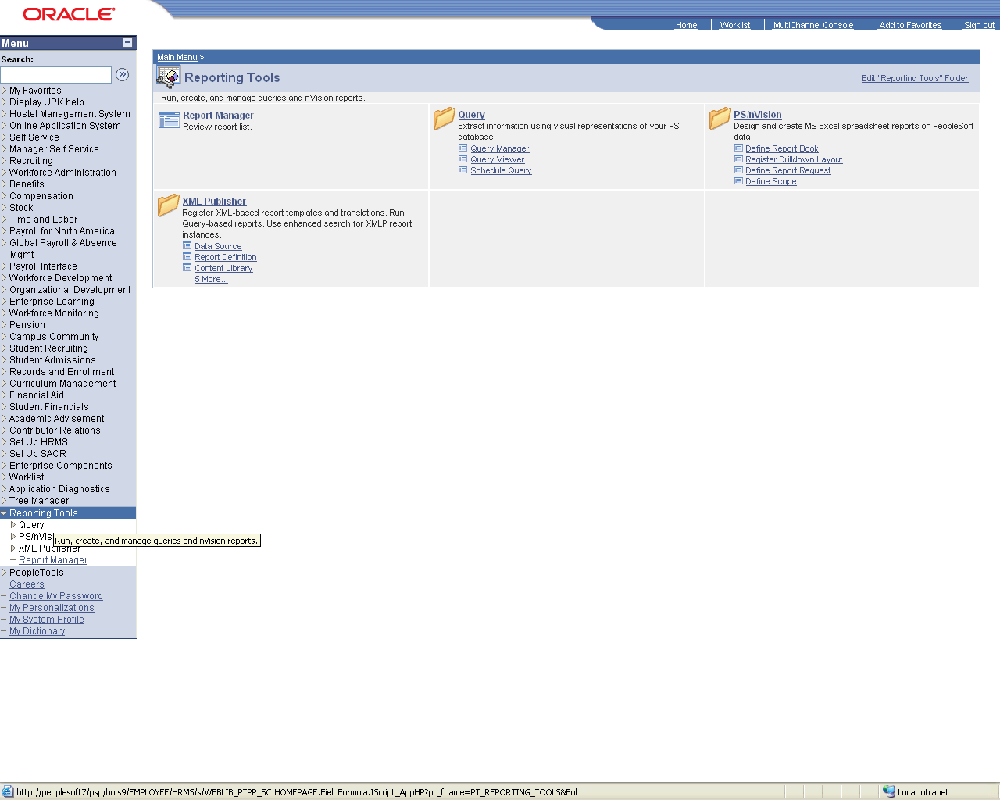 ORACLE
Home
Worklist
MultiChannel Console
Add to Favorites
Sign out
Menu
Search:
My Favorites
Display UPK help
Hostel Management System
Online Application System
Self Service
Manager Self Service
Recruiting
Workforce Administration
Benefits
Compensation
Stock
Time and Labor
Payroll for North America
Global Payroll & Absence
Mgmt
Payroll Interface
Workforce Development
Organizational Development
Enterprise Learning
Workforce Monitoring
Pension
Campus Community
Student Recruiting
Student Admissions
Records and Enrollment
Curriculum Management
Financial Aid
Student Financials
Academic Advisement
Contributor Relations
Set Up HRMS
Set Up SACR
Enterprise Components
Worklist
Application Diagnostics
Tree Manager
Reporting Tools
Query
PS/nVis
Run, create, and manage queries and nVision reports.
XML Publisher
Report Manager
PeopleTools
Careers
Change My Password
My Personalizations
My System Profile
My Dictionary
Main Menu >
Reporting Tools
Edit "Reporting Tools" Folder
Run, create, and manage queries and nVision reports.
Report Manager
Review report list.
Query
Extract information using visual representations of your PS
database.
Query Manager
Query Viewer
Schedule Query
PS/nVision
Design and create MS Excel spreadsheet reports on PeopleSoft
data.
Define Report Book
Register Drilldown Layout
Define Report Request
Define Scope
XML Publisher
Register XML-based report templates and translations. Run
Query-based reports. Use enhanced search for XMLP report
instances.
Data Source
Report Definition
Content Library
5 More...
http://peoplesoft7/psp/hrcs9/EMPLOYEE/HRMS/s/WEBLIB_PTPP_SC.HOMEPAGE.FieldFormula.IScript_AppHP?pt_fname=PT_REPORTING_TOOLS&Fol
Local intranet